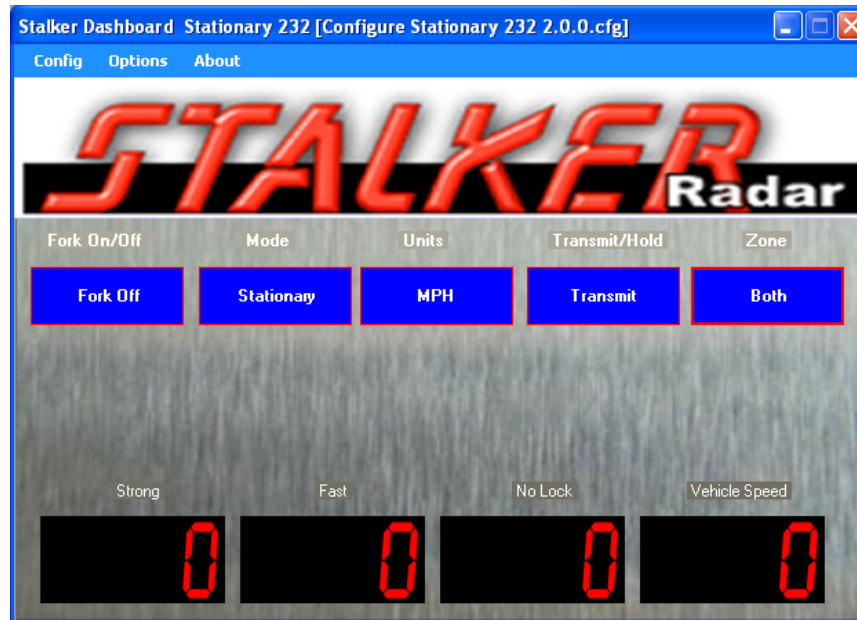 Stalker Dashboard Stationary 232 [Configure Stationary 232 2.0.0.cfg]
Config Options About
STALKER
Radar
Fork On/Off Mode Units Transmit/Hold Zone
Fork Off Stationary MPH Transmit Both
Strong Fast No Lock Vehicle Speed
0 0 0 0